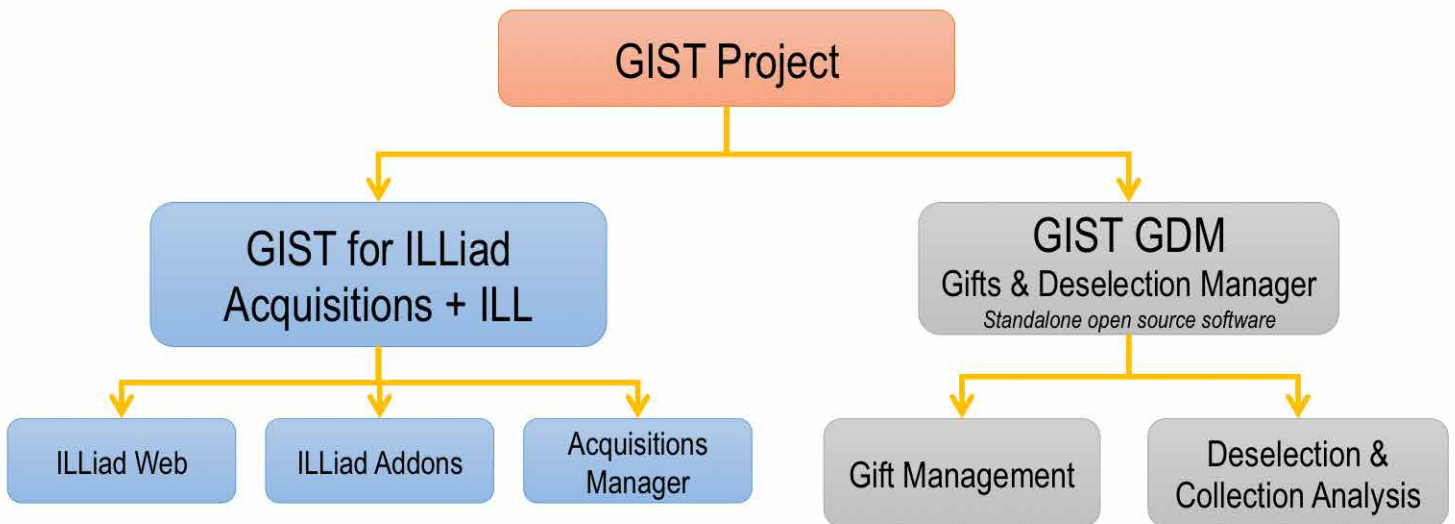 GIST Project
GIST for ILLiad
Acquisitions + ILL
GIST GDM
Gifts & Deselection Manager
Standalone open source software
ILLiad Web
ILLiad Addons
Acquisitions
Manager
Gift Management
Deselection &
Collection Analysis